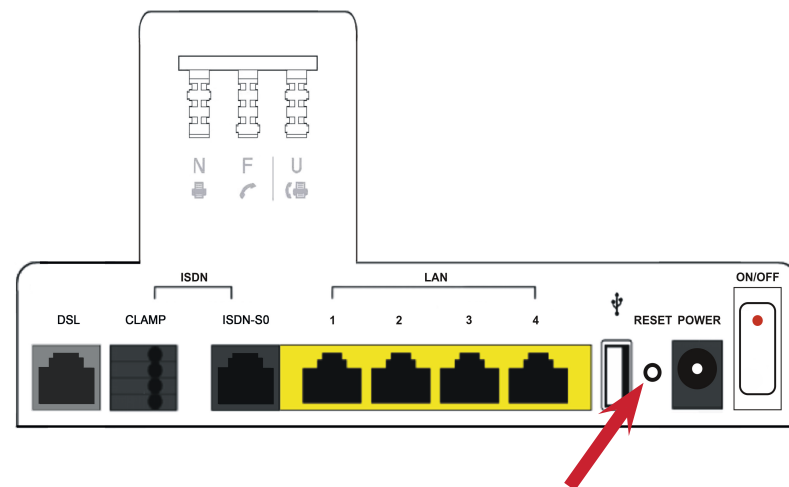 N F U
ISDN LAN ON/OFF
DSL CLAMP ISDN-S0 1 2 3 4 RESET POWER